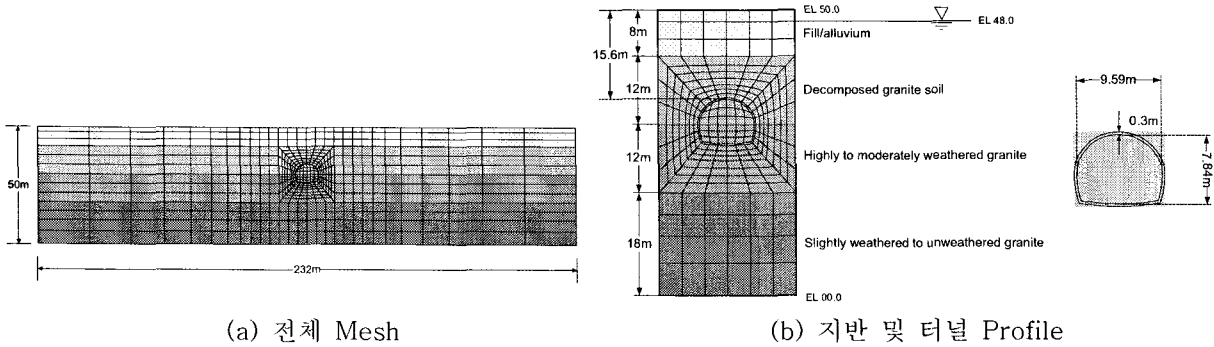 50m
232m
(a) 전체 Mesh
EL 50.0
EL 48.0
8m
15.6m
12m
12m
18m
Fill/alluvium
Decomposed granite soil
Highly to moderately weathered granite
Slightly weathered to unweathered granite
EL 00.0
9.59m
0.3m
7.84m
(b) 지반 및 터널 Profile